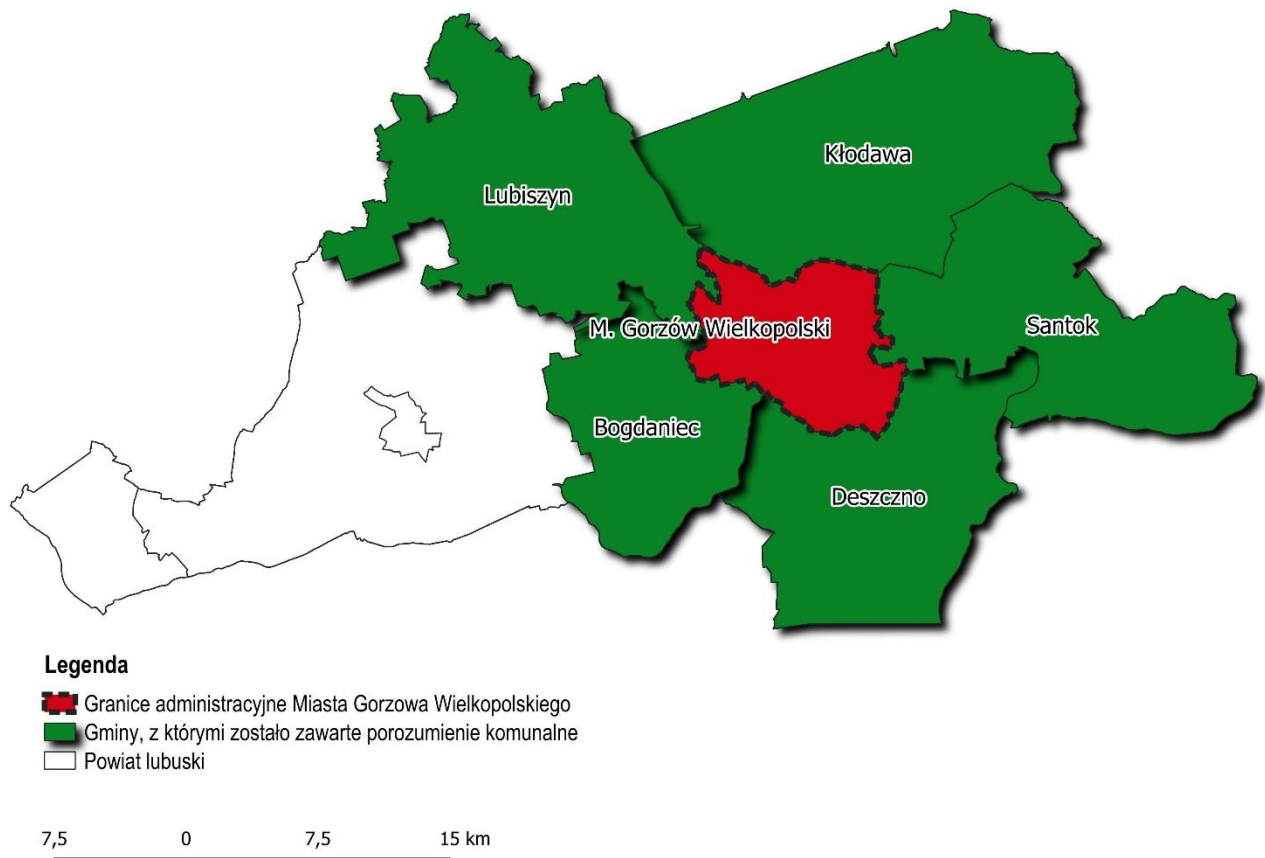 Kłodawa
Lubiszyn
M. Gorzów Wielkopolski
Santok
Bogdaniec
Deszczno
Legenda
Granice administracyjne Miasta Gorzowa Wielkopolskiego
Gminy, z którymi zostało zawarte porozumienie komunalne
Powiat lubuski
7,5 0 7,5 15 km